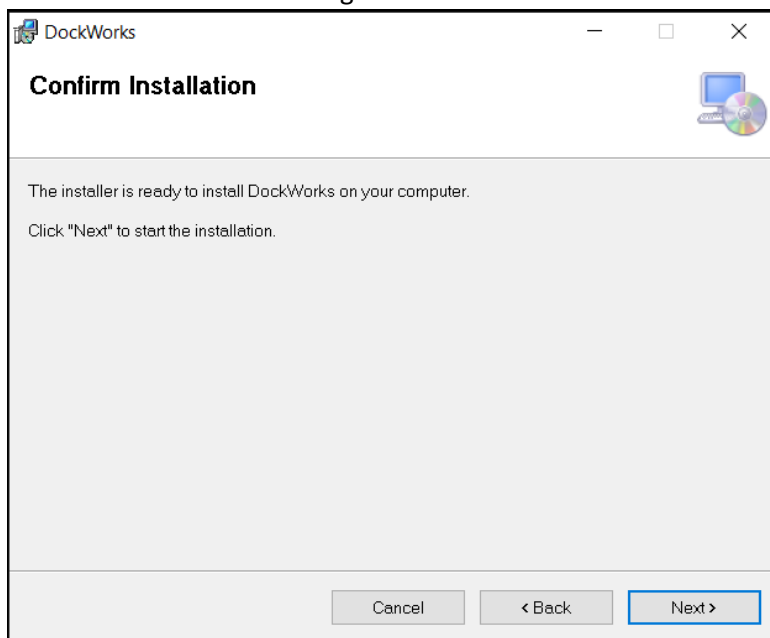 DockWorks
Confirm Installation
The installer is ready to install DockWorks on your computer.
Click "Next" to start the installation.
Cancel
< Back
Next >